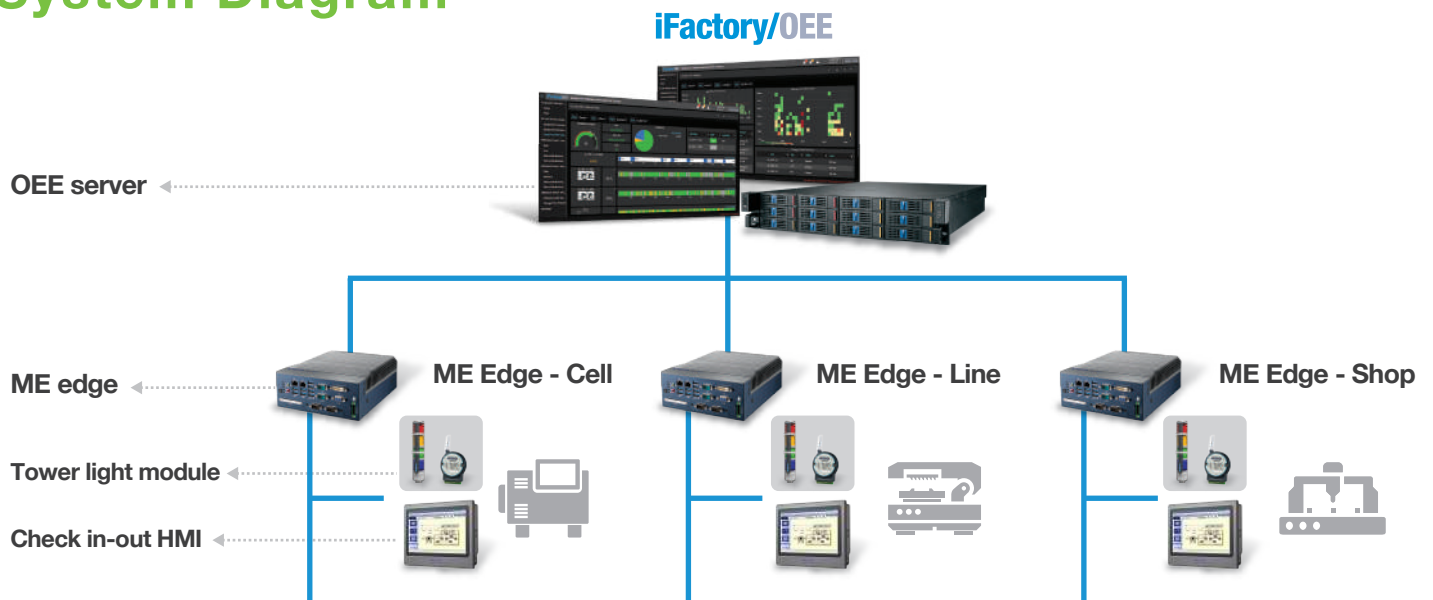 System Diagram
iFactory/OEE
OEE server
ME edge
ME Edge - Cell
ME Edge - Line
ME Edge - Shop
Tower light module
Check in-out HMI